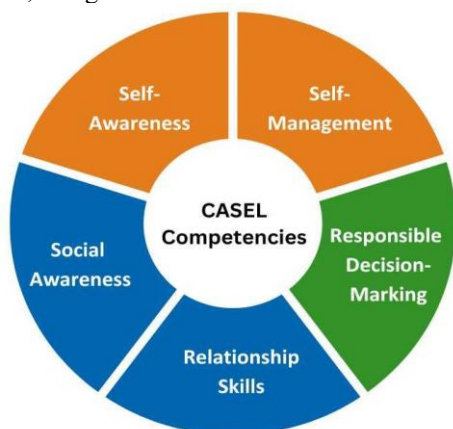 Self-
Awareness
Self-
Management
CASEL
Competencies
Social
Awareness
Responsible
Decision-
Marking
Relationship
Skills